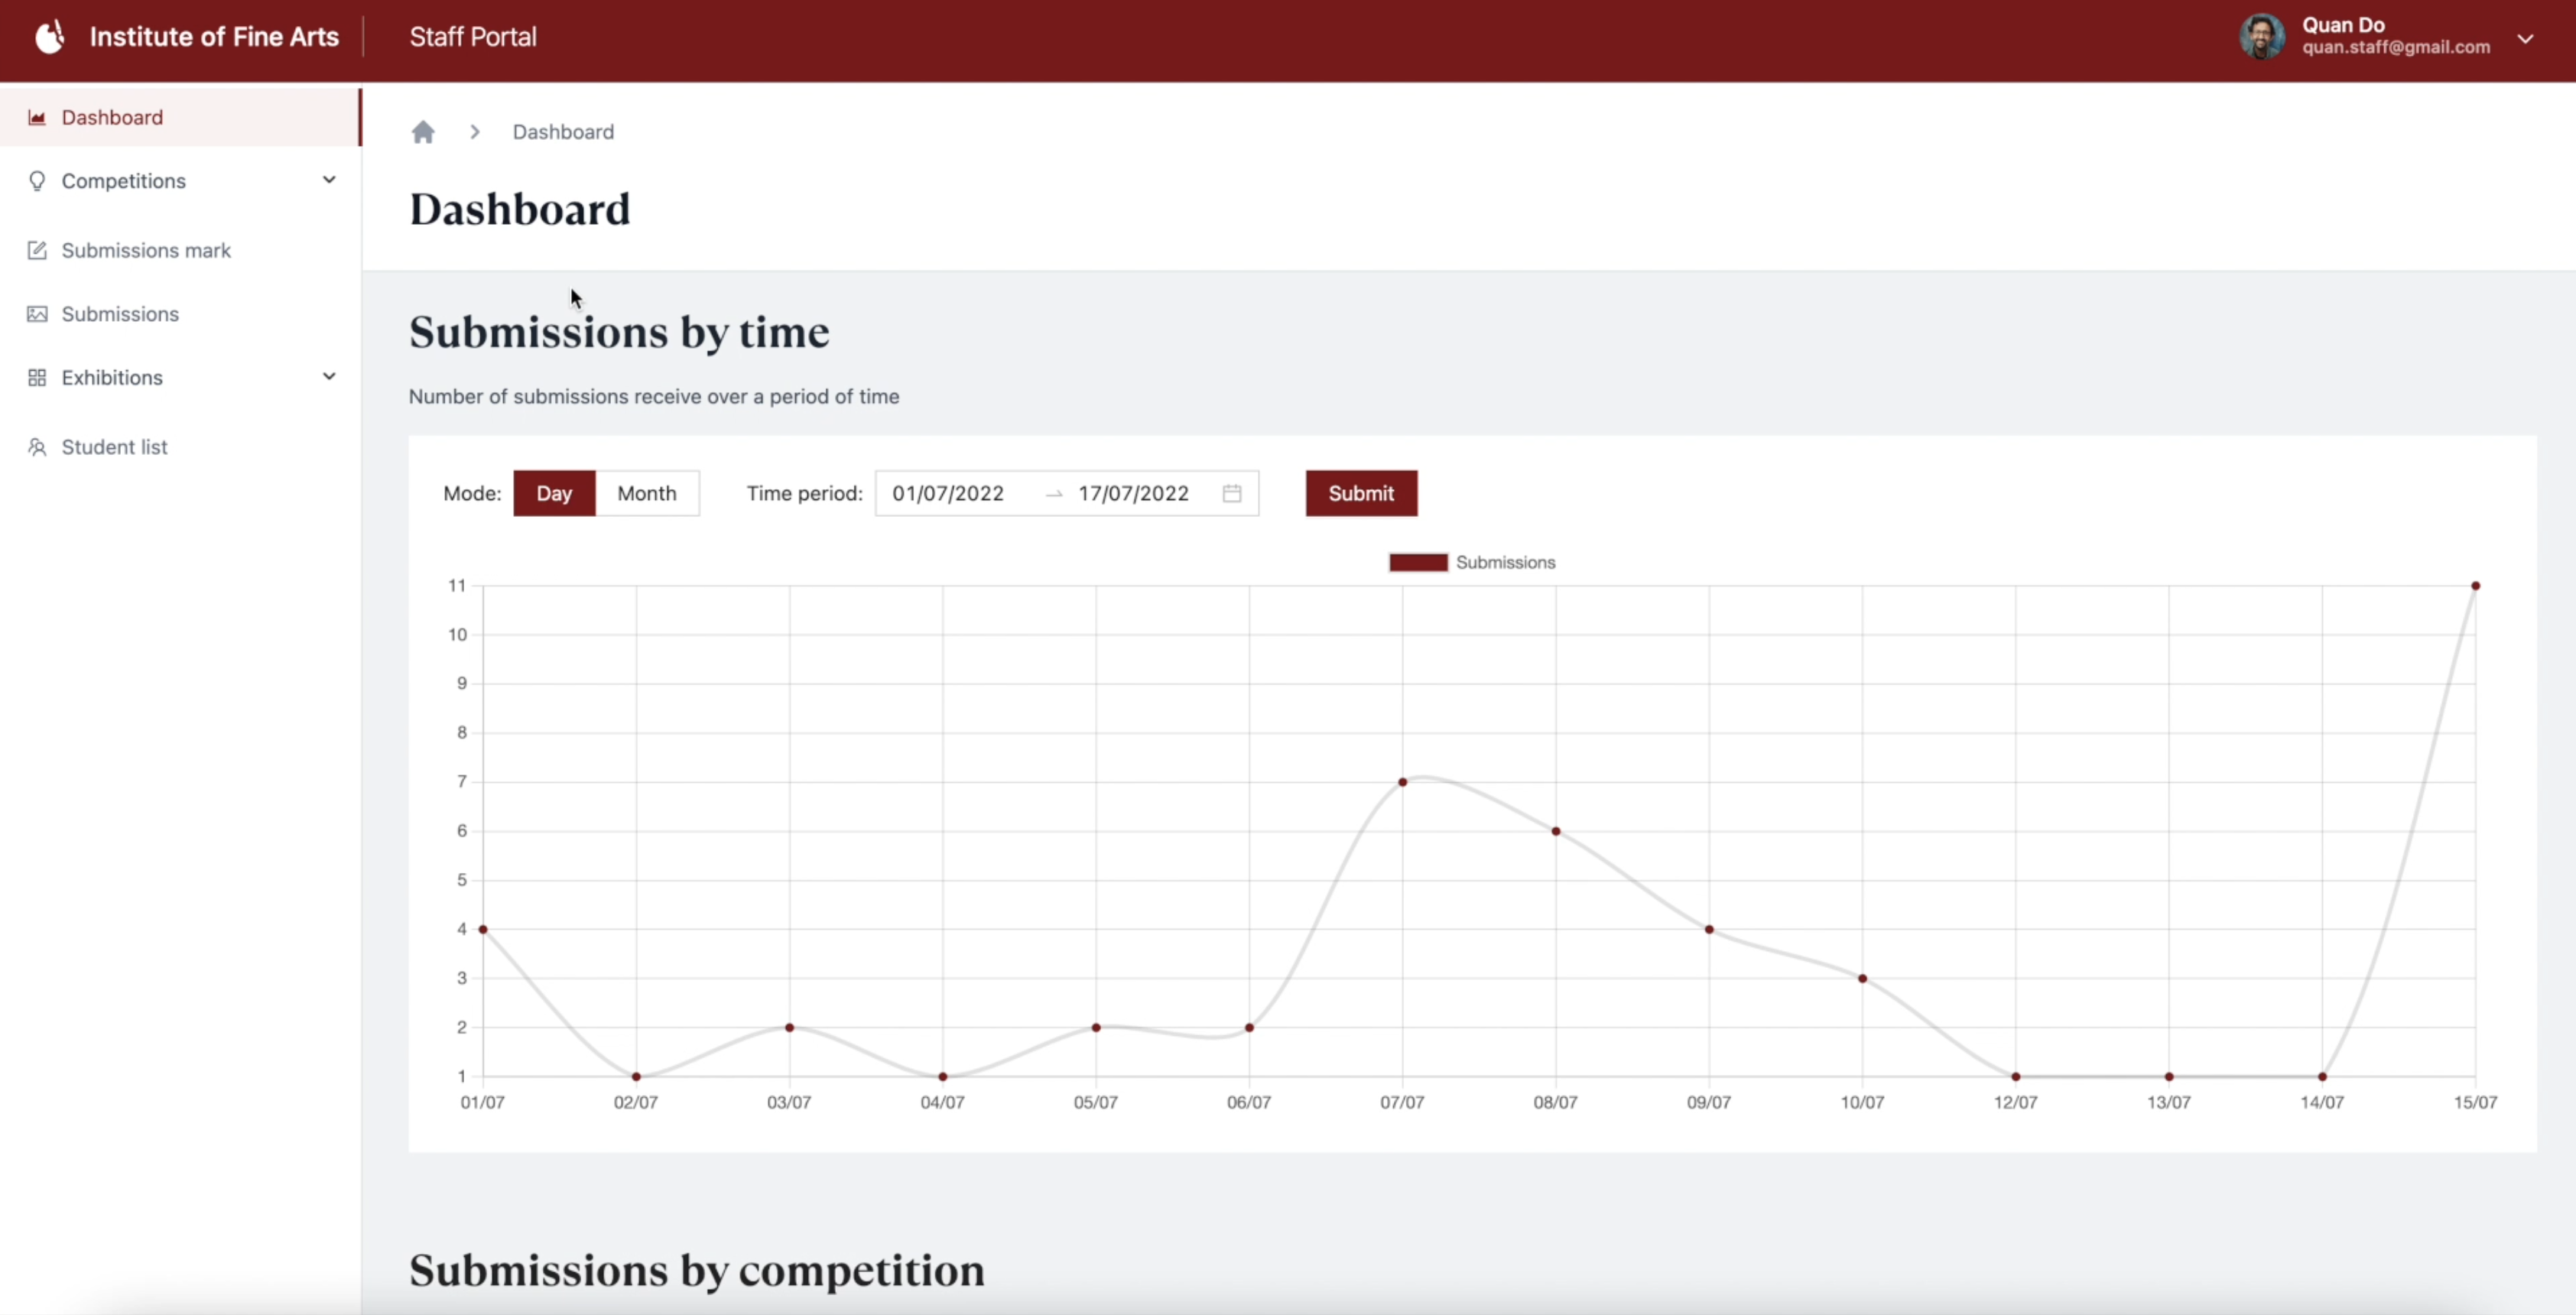 Institute of Fine Arts
Staff Portal
Quan Do
quan.staff@gmail.com
Dashboard
Competitions
Submissions mark
Submissions
Exhibitions
Student list
Dashboard
Dashboard
Submissions by time
Number of submissions receive over a period of time
Mode: Day Month Time period: 01/07/2022 → 17/07/2022 Submit
Submissions
11
10
9
8
7
6
5
4
3
2
1
01/07 02/07 03/07 04/07 05/07 06/07 07/07 08/07 09/07 10/07 12/07 13/07 14/07 15/07
Submissions by competition